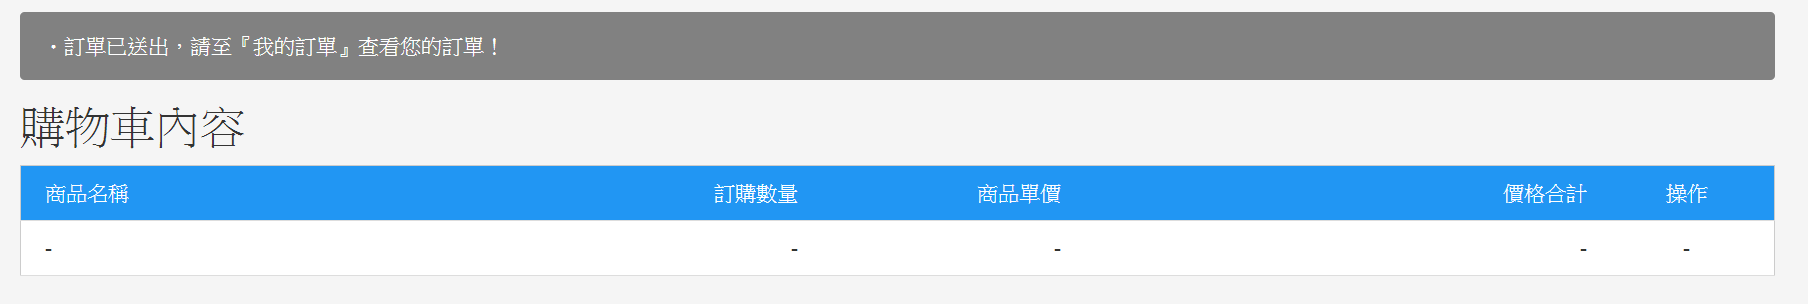 ・訂單已送出，請至『我的訂單』查看您的訂單！
購物車內容
商品名稱 訂購數量 商品單價 價格合計 操作
- - - - -